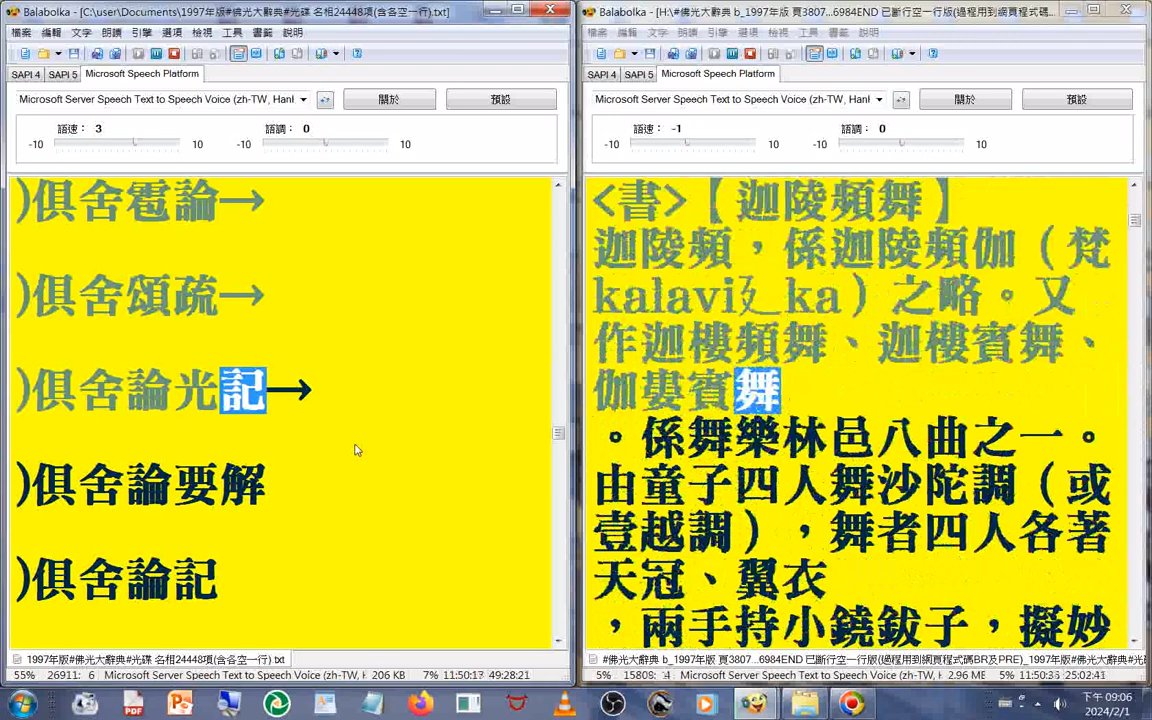 Balabolka - [C:\user\Documents\1997年版#佛光大辭典#光碟 名相24448項(含各空一行).txt]
檔案 編輯 文字 朗讀 引擎 選項 檢視 工具 書籤 說明
SAPI 4 SAPI 5 Microsoft Speech Platform
Microsoft Server Speech Text to Speech Voice (zh-TW, Hanl
關於 預設
語速： 3 語調： 0
-10 10 -10 10
)俱舍雹論→
)俱舍頌疏→
)俱舍論光記→
)俱舍論要解
)俱舍論記
1997年版#佛光大辭典#光碟 名相24448項(含各空一行).txt
55% 26911: 6 Microsoft Server Speech Text to Speech Voice (zh-TW, H 206 KB 7% 11:50:17 49:28:21
Balabolka - [H:\#佛光大辭典 b_1997年版 頁3807...6984END 已斷行空一行版(過程用到網頁程式碼
檔案 編輯 文字 朗讀 引擎 選項 檢視 工具 書籤 說明
SAPI 4 SAPI 5 Microsoft Speech Platform
Microsoft Server Speech Text to Speech Voice (zh-TW, Hanl
關於 預設
語速： -1 語調： 0
-10 10 -10 10
<書>【迦陵頻舞】
迦陵頻，係迦陵頻伽（梵
kalaviṅ_ka）之略。又
作迦樓頻舞、迦樓賓舞、
伽婁賓舞
。係舞樂林邑八曲之一。
由童子四人舞沙陀調（或
壹越調），舞者四人各著
天冠、翼衣
，兩手持小鐃鈸子，擬妙
#佛光大辭典 b_1997年版 頁3807...6984END 已斷行空一行版(過程用到網頁程式碼BR及PRE)_1997年版#佛光大辭典#光
5% 15809: Microsoft Server Speech Text to Speech Voice (zh-TW, H 2.96 ME 5% 11:50:36 25:02:41
下午 09:06
2024/2/1